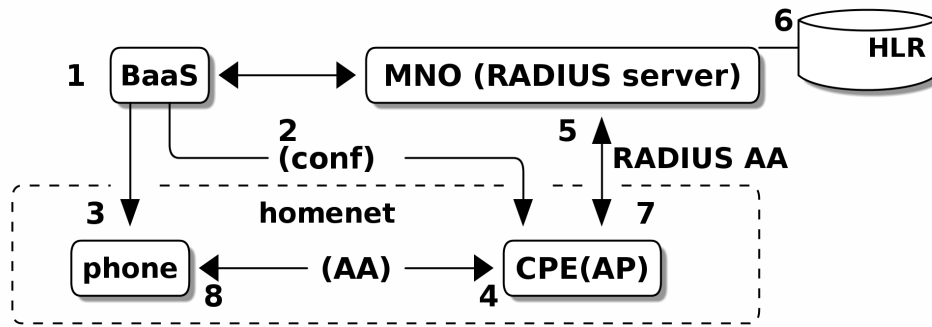 6
HLR
1
BaaS
MNO (RADIUS server)
2
(conf)
5
RADIUS AA
3
homenet
7
phone
(AA)
CPE(AP)
8
4